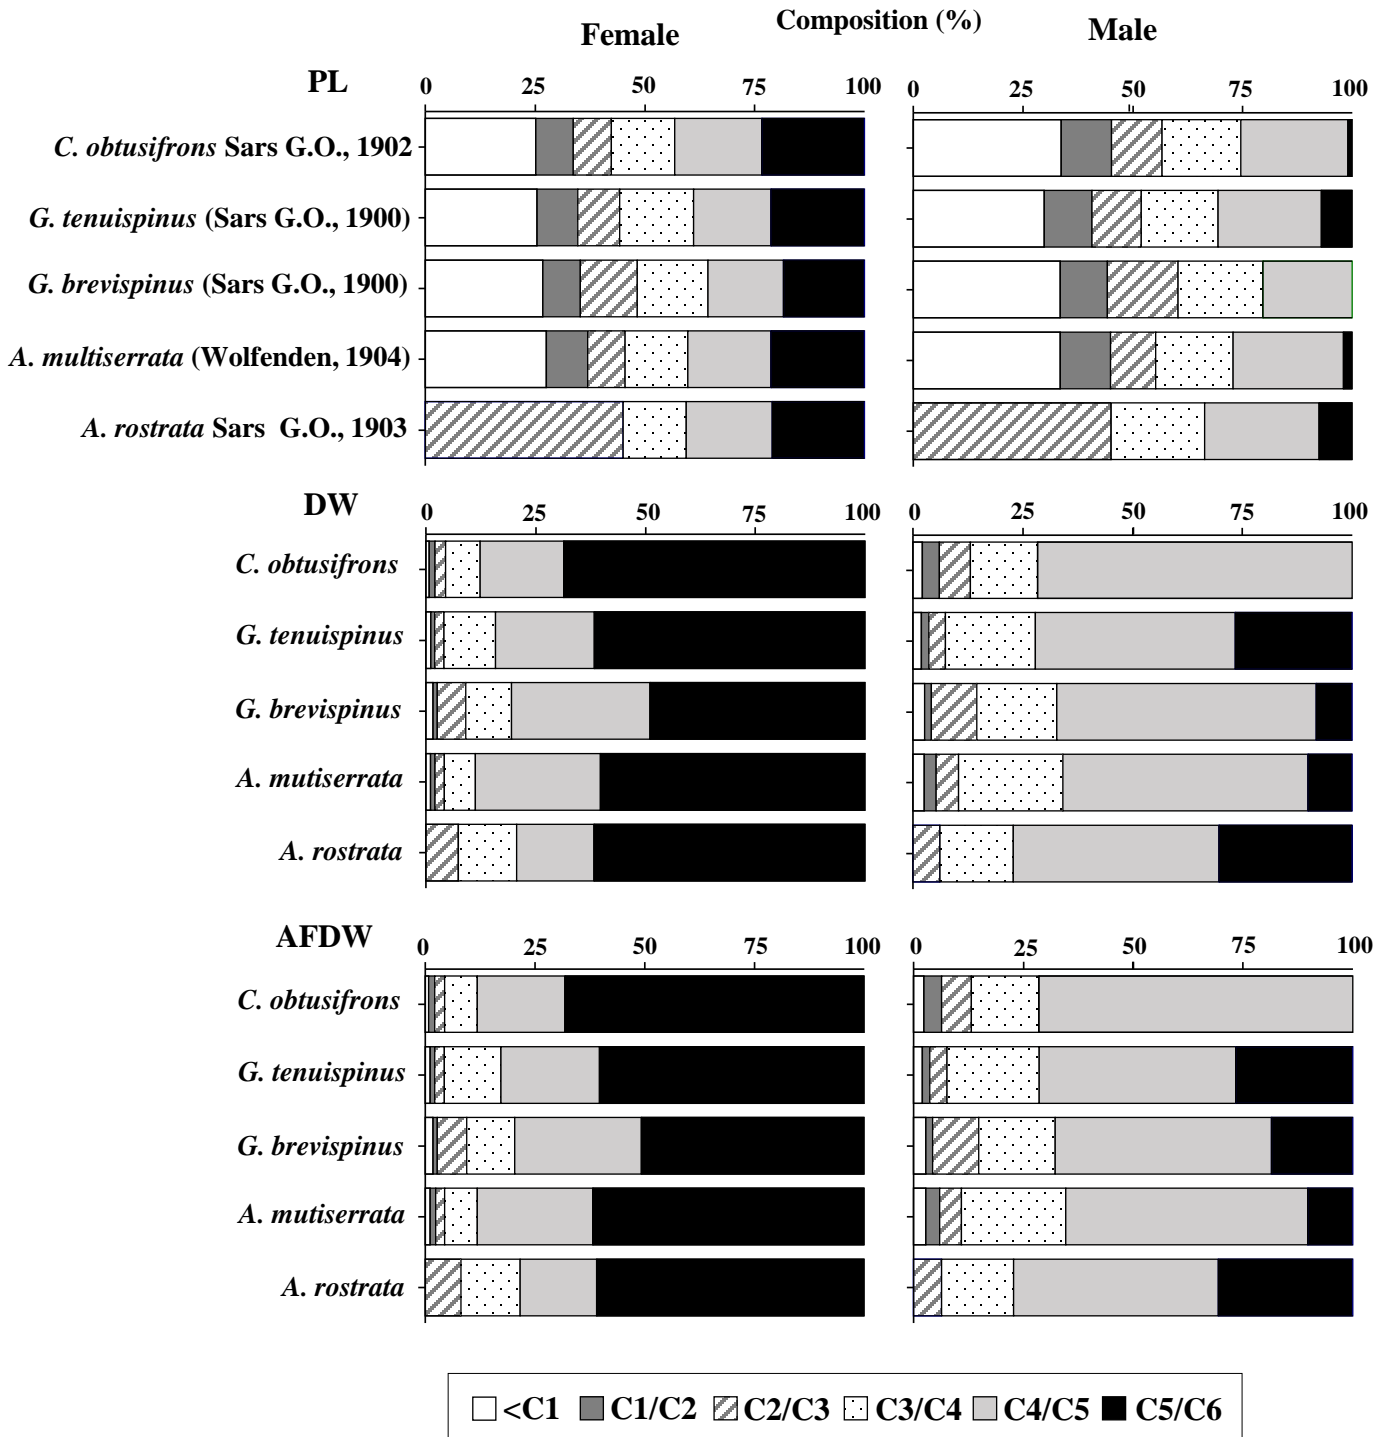 Composition (%)
Female Male
PL 0 25 50 75 100 0 25 50 75 100
C. obtusifrons Sars G.O., 1902
G. tenuispinus (Sars G.O., 1900)
G. brevispinus (Sars G.O., 1900)
A. multiserrata (Wolfenden, 1904)
A. rostrata Sars G.O., 1903
DW 0 25 50 75 100 0 25 50 75 100
C. obtusifrons
G. tenuispinus
G. brevispinus
A. mutiserrata
A. rostrata
AFDW 0 25 50 75 100 0 25 50 75 100
C. obtusifrons
G. tenuispinus
G. brevispinus
A. mutiserrata
A. rostrata
<C1 C1/C2 C2/C3 C3/C4 C4/C5 C5/C6